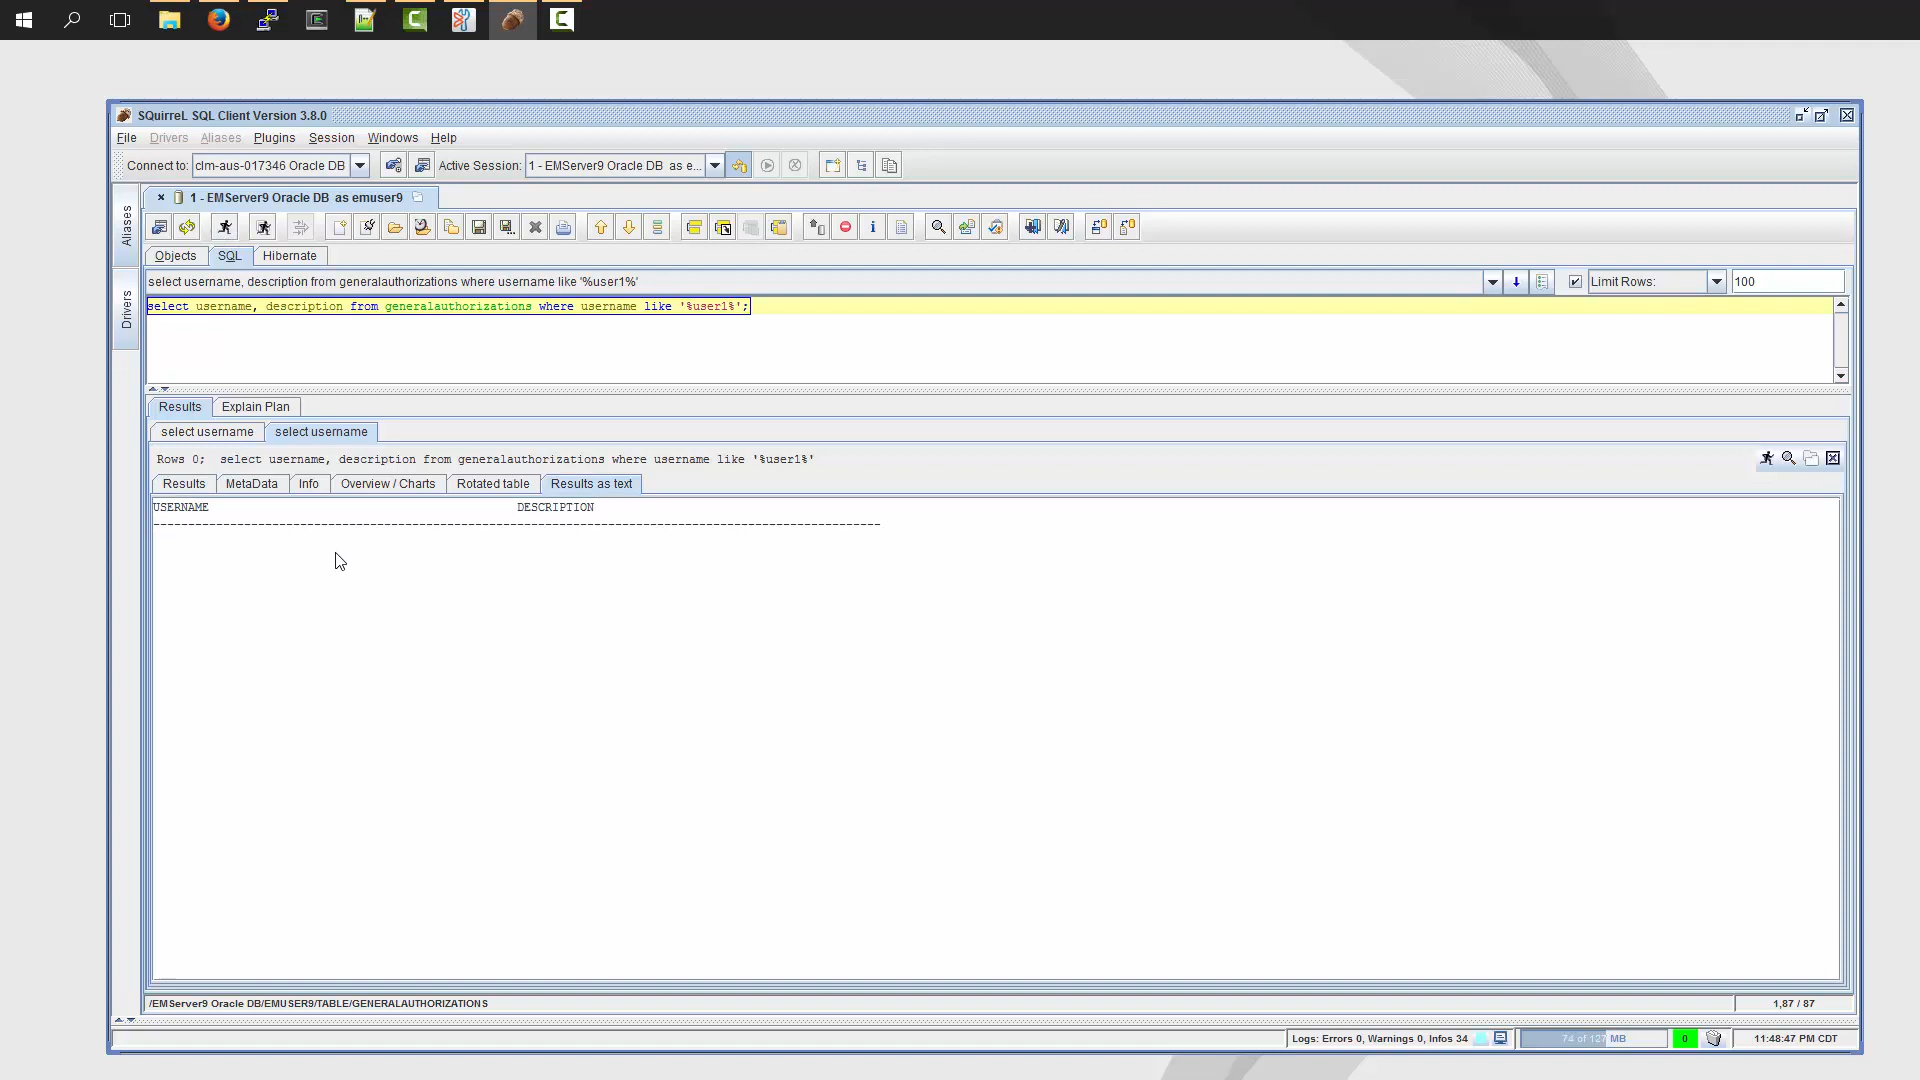 SQuirreL SQL Client Version 3.8.0
File Drivers Aliases Plugins Session Windows Help
Connect to: clm-aus-017346 Oracle DB Active Session: 1 - EMServer9 Oracle DB as e...
Aliases
Drivers
1 - EMServer9 Oracle DB as emuser9
Objects SQL Hibernate
select username, description from generalauthorizations where username like '%user1%' Limit Rows: 100
select username, description from generalauthorizations where username like '%user1%';
Results Explain Plan
select username select username
Rows 0; select username, description from generalauthorizations where username like '%user1%'
Results MetaData Info Overview / Charts Rotated table Results as text
USERNAME DESCRIPTION
/EMServer9 Oracle DB/EMUSER9/TABLE/GENERALAUTHORIZATIONS 1,87 / 87
Logs: Errors 0, Warnings 0, Infos 34 74 of 127 MB 0 11:48:47 PM CDT